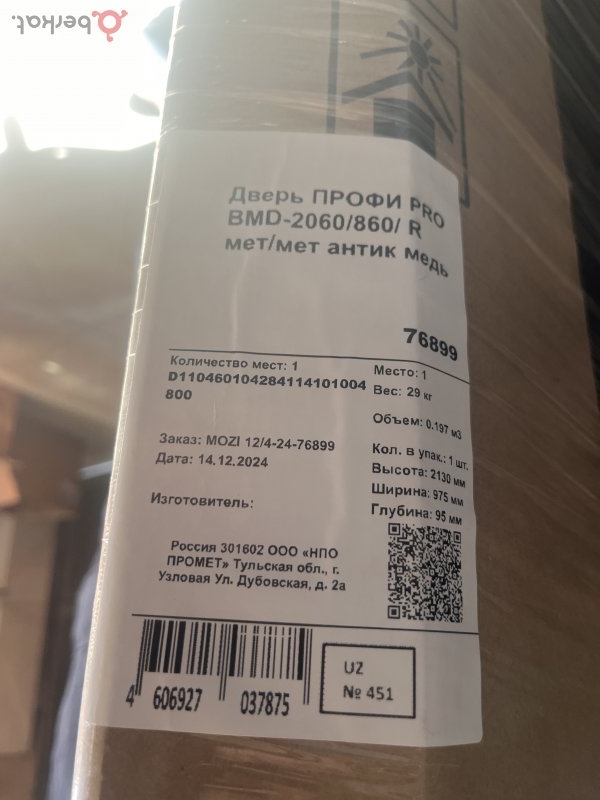 berkat
Дверь ПРОФИ PRO
BMD-2060/860/ R
мет/мет антик медь
76899
Количество мест: 1
D110460104284114101004
800
Место: 1
Вес: 29 кг
Объем: 0.197 м3
Заказ: MOZI 12/4-24-76899
Дата: 14.12.2024
Кол. в упак.: 1 шт.
Высота: 2130 мм
Ширина: 975 мм
Глубина: 95 мм
Изготовитель:
Россия 301602 ООО «НПО
ПРОМЕТ» Тульская обл., г.
Узловая Ул. Дубовская, д. 2а
4 606927 037875
UZ
№ 451